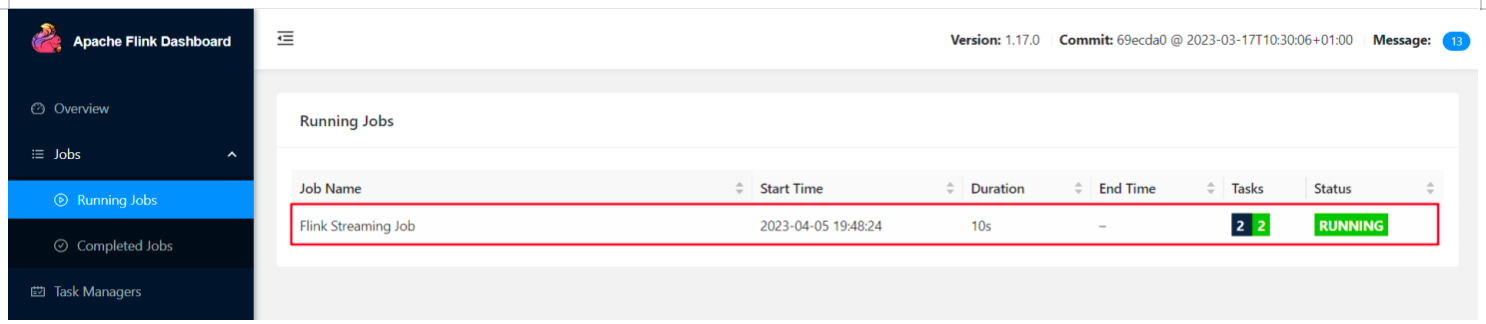 Apache Flink Dashboard
Version: 1.17.0 Commit: 69ecda0 @ 2023-03-17T10:30:06+01:00 Message: 13
Overview
Jobs
Running Jobs
Completed Jobs
Task Managers
Running Jobs
Job Name Start Time Duration End Time Tasks Status
Flink Streaming Job 2023-04-05 19:48:24 10s – 2 2 RUNNING